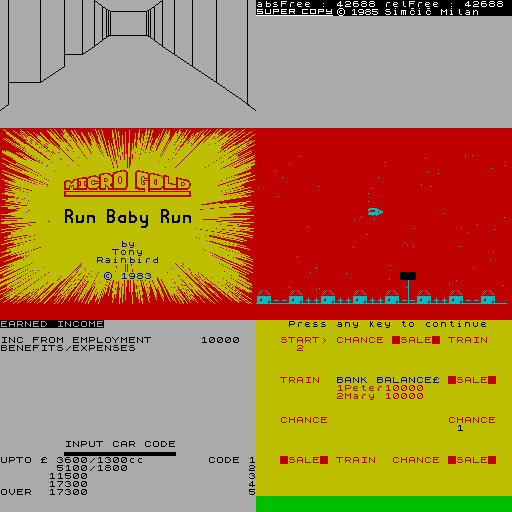 absFree : 42688 relFree : 42688
SUPER COPY © 1985 Simčič Milan
MICRO GOLD
Run Baby Run
by
Tony
Rainbird
© 1983
EARNED INCOME
INC FROM EMPLOYMENT 10000
BENEFITS/EXPENSES
INPUT CAR CODE
UPTO £ 3600/1300cc CODE 1
5100/1800 2
11500 3
17300 4
OVER 17300 5
Press any key to continue
START> CHANCE SALE TRAIN
2
TRAIN BANK BALANCE£ SALE
1Peter10000
2Mary 10000
CHANCE CHANCE
1
SALE TRAIN CHANCE SALE